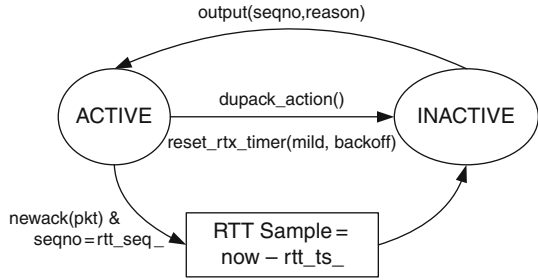 output(seqno,reason)
ACTIVE
dupack_action()
INACTIVE
reset_rtx_timer(mild, backoff)
newack(pkt) &
seqno=rtt_seq_
RTT Sample=
now – rtt_ts_